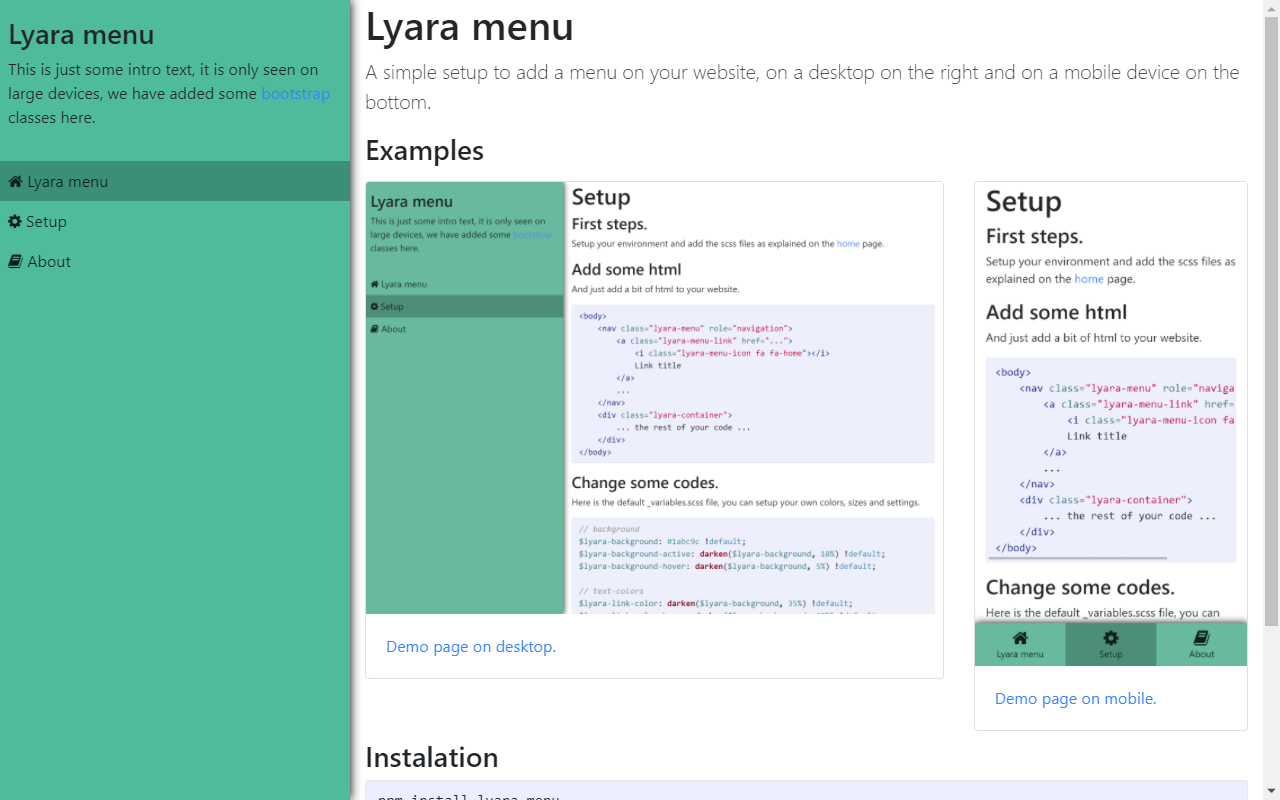 Lyara menu
This is just some intro text, it is only seen on
large devices, we have added some bootstrap
classes here.
Lyara menu
Setup
About
Lyara menu
A simple setup to add a menu on your website, on a desktop on the right and on a mobile device on the
bottom.
Examples
Lyara menu
This is just some intro text, it is only seen on
large devices, we have added some bootstrap
classes here.
Lyara menu
Setup
About
Setup
First steps.
Setup your environment and add the scss files as explained on the home page.
Add some html
And just add a bit of html to your website.
<body>
<nav class="lyara-menu" role="navigation">
<a class="lyara-menu-link" href="...">
<i class="lyara-menu-icon fa fa-home"></i>
Link title
</a>
...
</nav>
<div class="lyara-container">
... the rest of your code ...
</div>
</body>
Change some codes.
Here is the default _variables.scss file, you can setup your own colors, sizes and settings.
// background
$lyara-background: #1abc9c !default;
$lyara-background-active: darken($lyara-background, 10%) !default;
$lyara-background-hover: darken($lyara-background, 5%) !default;
// text-colors
$lyara-link-color: darken($lyara-background, 35%) !default;
Demo page on desktop.
Setup
First steps.
Setup your environment and add the scss files as
explained on the home page.
Add some html
And just add a bit of html to your website.
<body>
<nav class="lyara-menu" role="naviga
<a class="lyara-menu-link" href=
<i class="lyara-menu-icon fa
Link title
</a>
...
</nav>
<div class="lyara-container">
... the rest of your code ...
</div>
</body>
Change some codes.
Here is the default _variables.scss file, you can
Lyara menu
Setup
About
Demo page on mobile.
Instalation
npm install lyara-menu